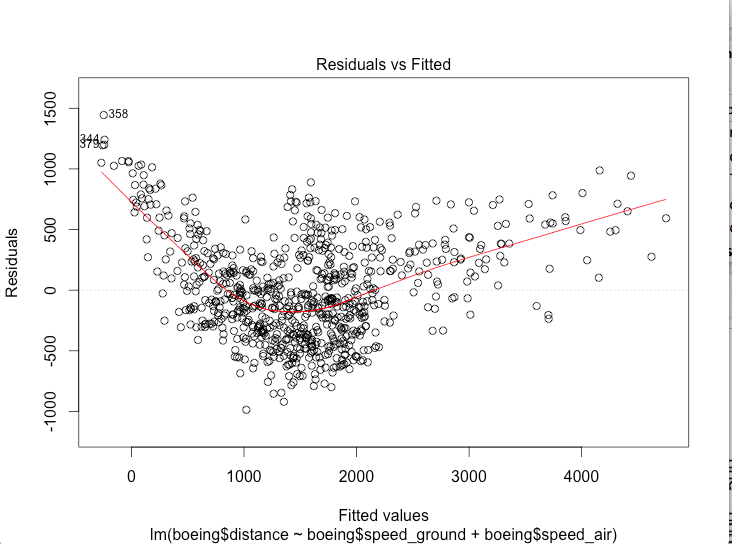 Residuals vs Fitted
1500
358
344
379
1000
500
0
-500
-1000
Residuals
0 1000 2000 3000 4000
Fitted values
lm(boeing$distance ~ boeing$speed_ground + boeing$speed_air)